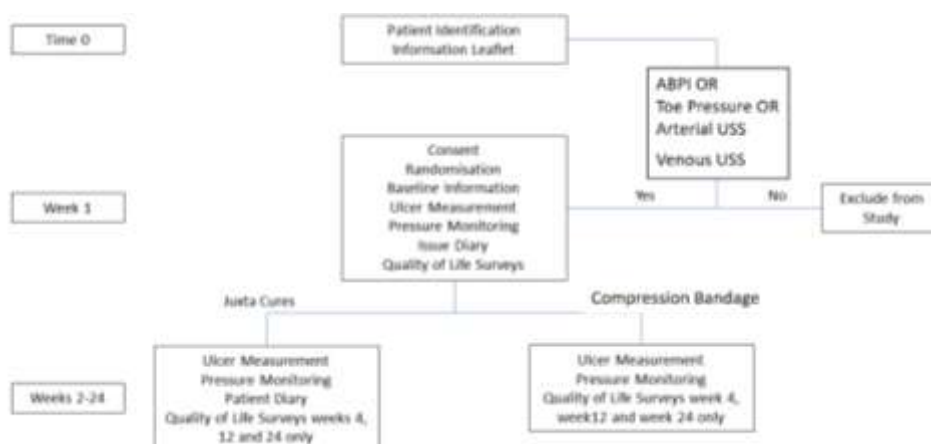 Time 0
Patient Identification
Information Leaflet
ABPI OR
Toe Pressure OR
Arterial USS
Venous USS
Week 1
Consent
Randomisation
Baseline Information
Ulcer Measurement
Pressure Monitoring
Issue Diary
Quality of Life Surveys
Yes
No
Exclude from
Study
Juxta Cures
Compression Bandage
Weeks 2-24
Ulcer Measurement
Pressure Monitoring
Patient Diary
Quality of Life Surveys weeks 4,
12 and 24 only
Ulcer Measurement
Pressure Monitoring
Quality of Life Surveys week 4,
week12 and week 24 only